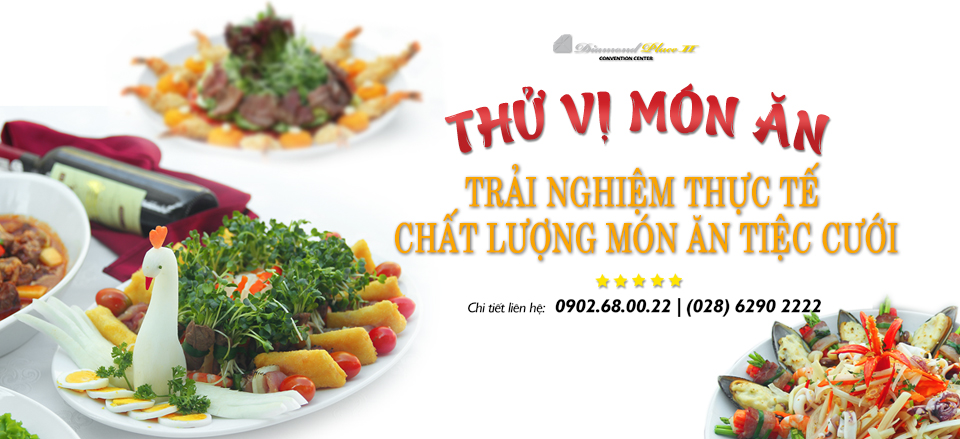 Diamond Place II
CONVENTION CENTER
THỬ VỊ MÓN ĂN
TRẢI NGHIỆM THỰC TẾ
CHẤT LƯỢNG MÓN ĂN TIỆC CƯỚI
Chi tiết liên hệ: 0902.68.00.22 | (028) 6290 2222